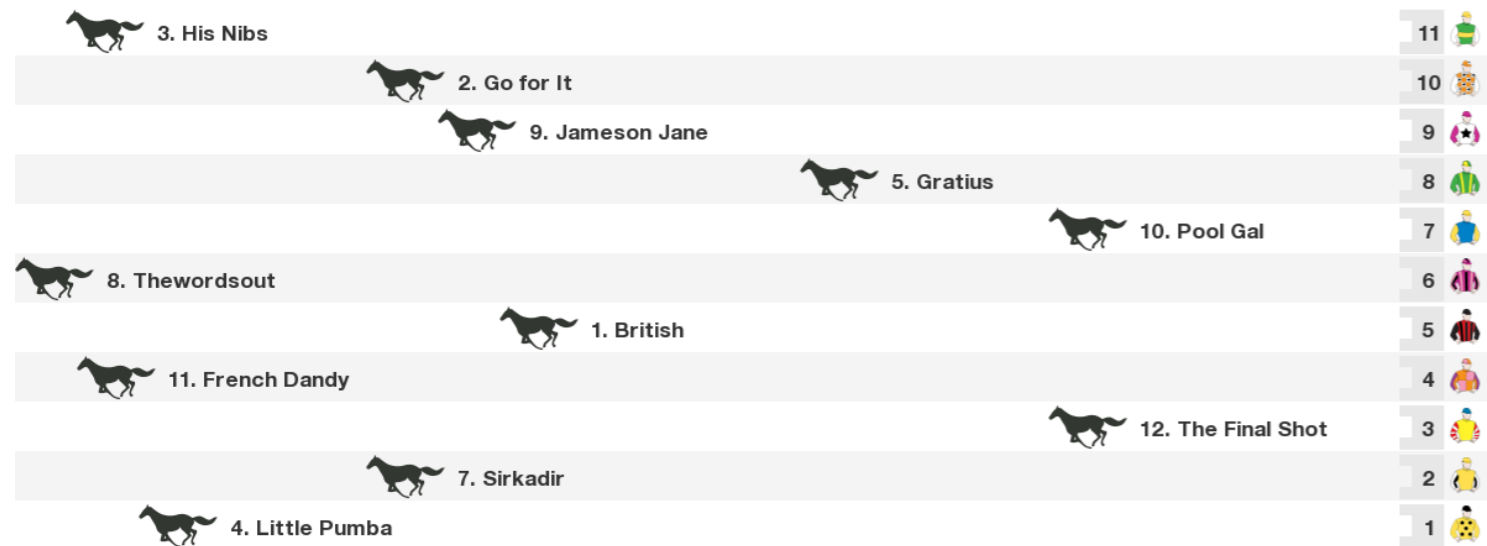 3. His Nibs 11
2. Go for It 10
9. Jameson Jane 9
5. Gratius 8
10. Pool Gal 7
8. Thewordsout 6
1. British 5
11. French Dandy 4
12. The Final Shot 3
7. Sirkadir 2
4. Little Pumba 1